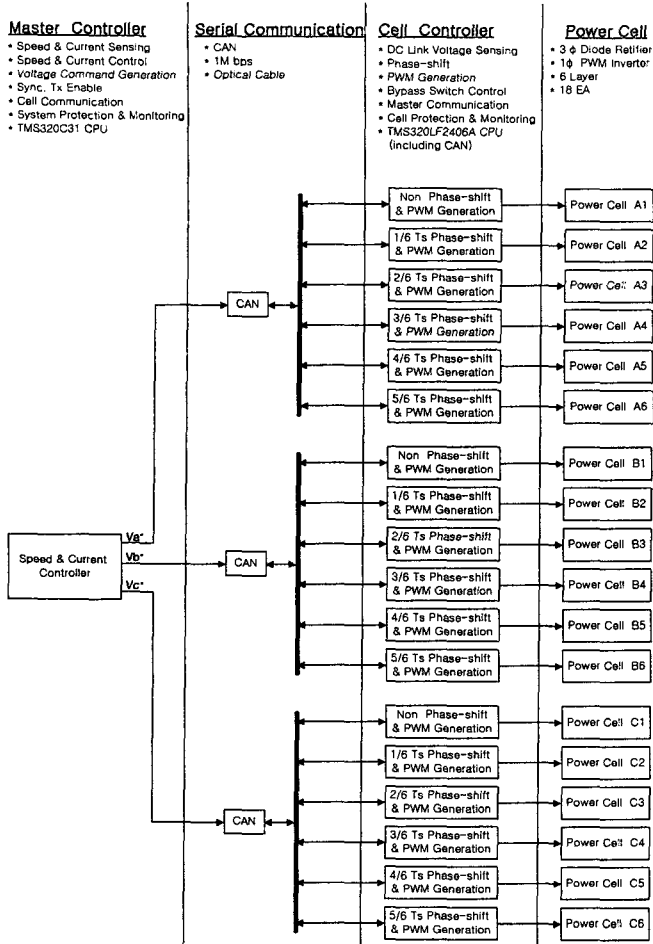 Master Controller
* Speed & Current Sensing
* Speed & Current Control
* Voltage Command Generation
* Sync. Tx Enable
* Cell Communication
* System Protection & Monitoring
* TMS320C31 CPU
Serial Communication
* CAN
* 1M bps
* Optical Cable
Cell Controller
* DC Link Voltage Sensing
* Phase-shift
* PWM Generation
* Bypass Switch Control
* Master Communication
* Cell Protection & Monitoring
* TMS320LF2406A CPU
(including CAN)
Power Cell
* 3 ϕ Diode Retifier
* 1ϕ PWM Inverter
* 6 Layer
* 18 EA
Speed & Current
Controller
Va*
Vb*
Vc*
CAN
Non Phase-shift
& PWM Generation
Power Cell A1
1/6 Ts Phase-shift
& PWM Generation
Power Cell A2
2/6 Ts Phase-shift
& PWM Generation
Power Cell A3
3/6 Ts Phase-shift
& PWM Generation
Power Cell A4
4/6 Ts Phase-shift
& PWM Generation
Power Cell A5
5/6 Ts Phase-shift
& PWM Generation
Power Cell A6
CAN
Non Phase-shift
& PWM Generation
Power Cell B1
1/6 Ts Phase-shift
& PWM Generation
Power Cell B2
2/6 Ts Phase-shift
& PWM Generation
Power Cell B3
3/6 Ts Phase-shift
& PWM Generation
Power Cell B4
4/6 Ts Phase-shift
& PWM Generation
Power Cell B5
5/6 Ts Phase-shift
& PWM Generation
Power Cell B6
CAN
Non Phase-shift
& PWM Generation
Power Cell C1
1/6 Ts Phase-shift
& PWM Generation
Power Cell C2
2/6 Ts Phase-shift
& PWM Generation
Power Cell C3
3/6 Ts Phase-shift
& PWM Generation
Power Cell C4
4/6 Ts Phase-shift
& PWM Generation
Power Cell C5
5/6 Ts Phase-shift
& PWM Generation
Power Cell C6